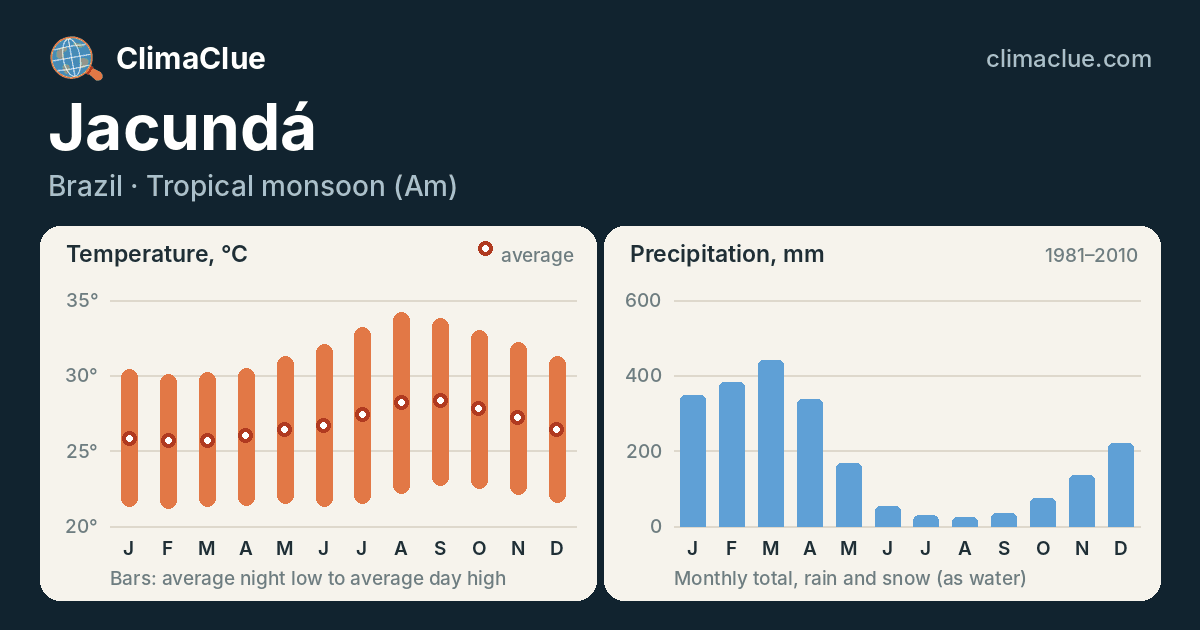 ClimaClue
climaclue.com
Jacundá
Brazil · Tropical monsoon (Am)
Temperature, °C
average
35°
30°
25°
20°
J F M A M J J A S O N D
Bars: average night low to average day high
Precipitation, mm
1981–2010
600
400
200
0
J F M A M J J A S O N D
Monthly total, rain and snow (as water)